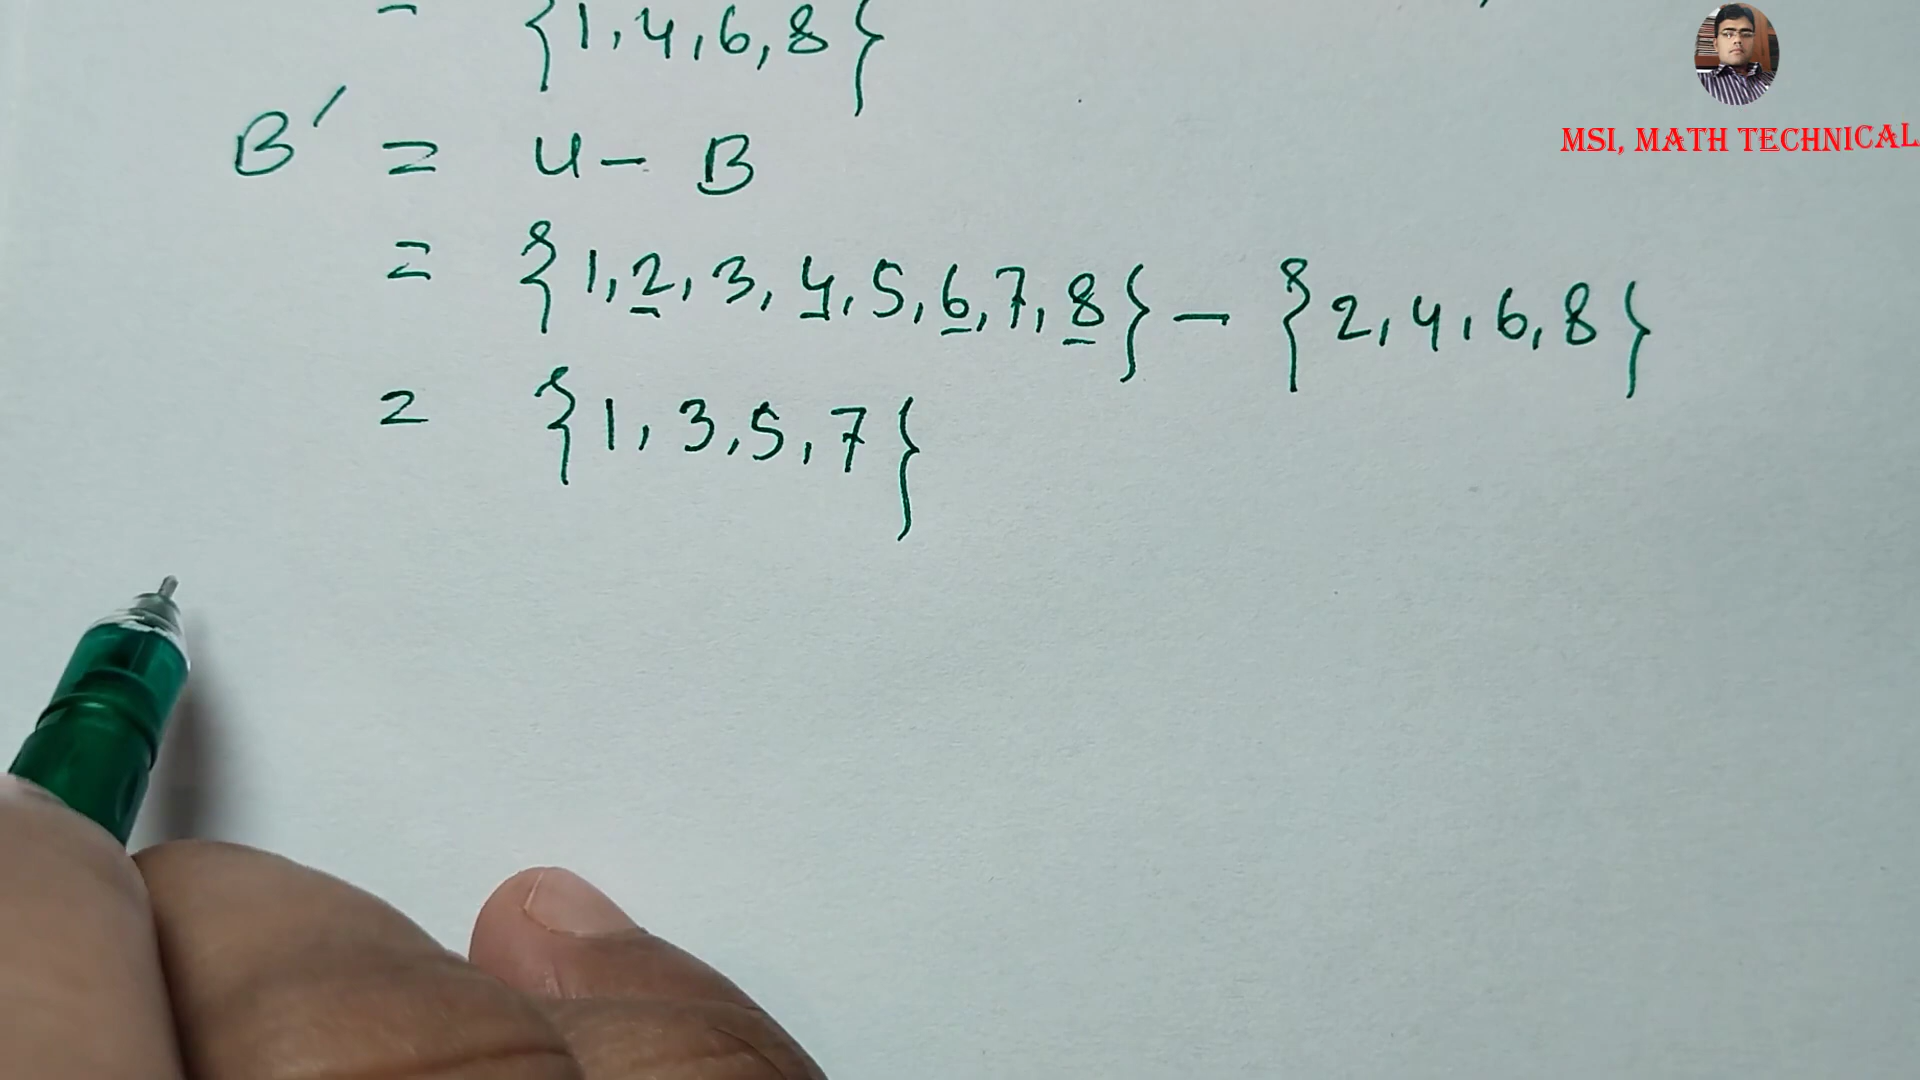 = {1, 4, 6, 8}
MSI, MATH TECHNICAL
B′ = U - B
= {1, 2, 3, 4, 5, 6, 7, 8} - {2, 4, 6, 8}
= {1, 3, 5, 7}